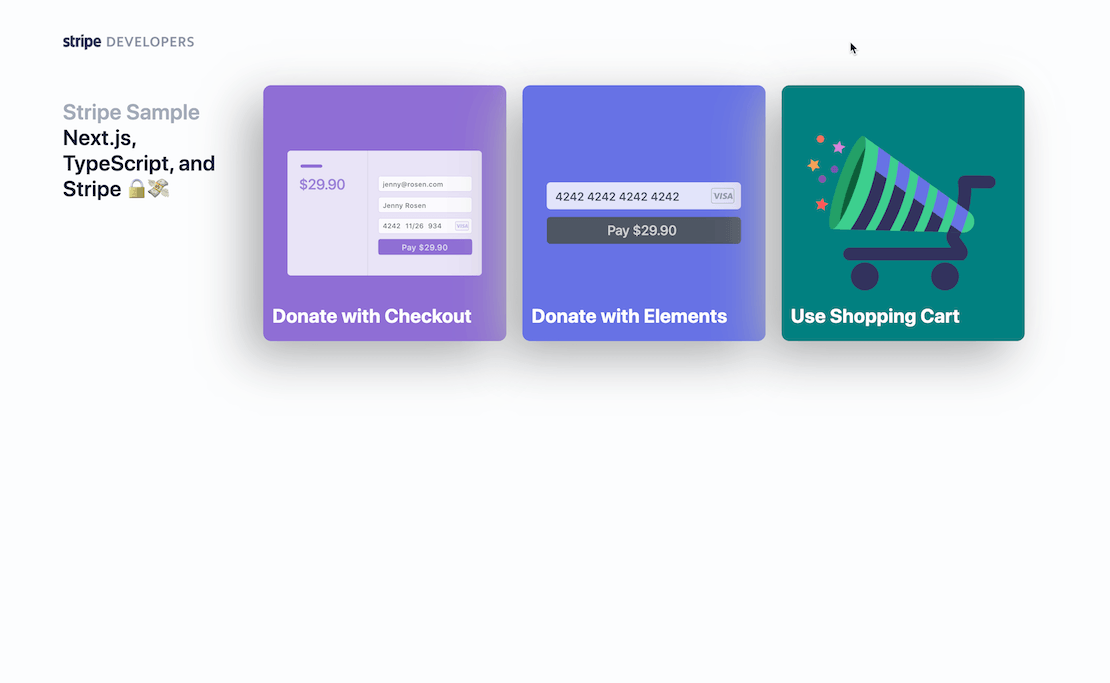 stripe DEVELOPERS
Stripe Sample
Next.js,
TypeScript, and
Stripe 🔒💸
$29.90
jenny@rosen.com
Jenny Rosen
4242 11/26 934 VISA
Pay $29.90
Donate with Checkout
4242 4242 4242 4242 VISA
Pay $29.90
Donate with Elements
Use Shopping Cart